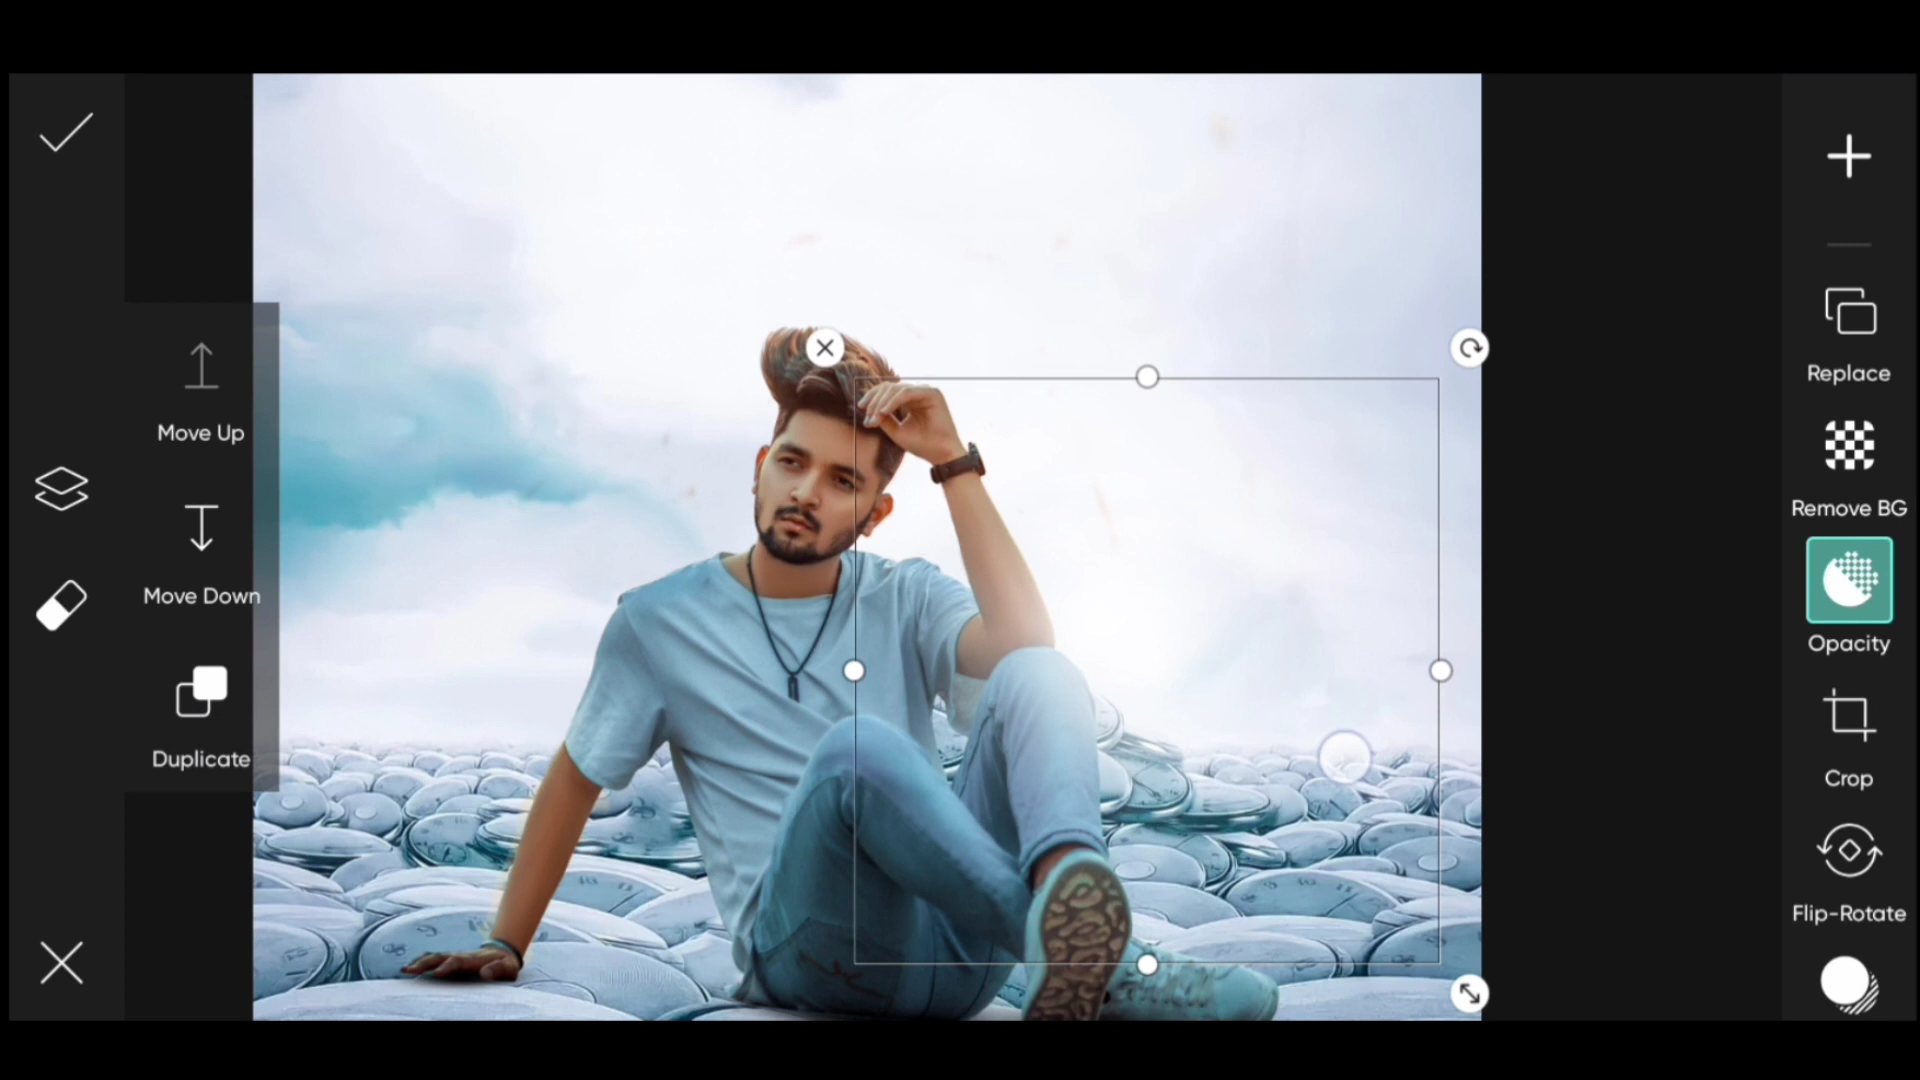 Move Up
Move Down
Duplicate
Replace
Remove BG
Opacity
Crop
Flip-Rotate